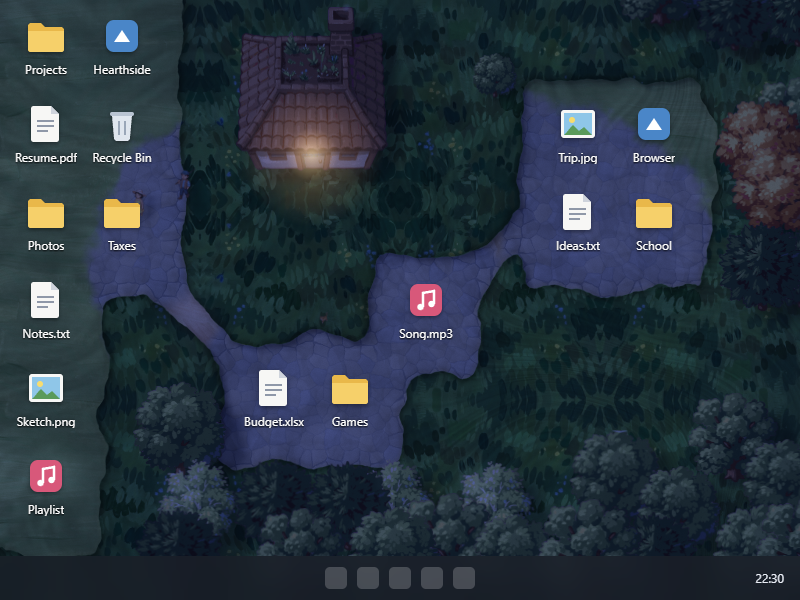 Projects
Hearthside
Resume.pdf
Recycle Bin
Photos
Taxes
Notes.txt
Sketch.png
Playlist
Trip.jpg
Browser
Ideas.txt
School
Song.mp3
Budget.xlsx
Games
22:30